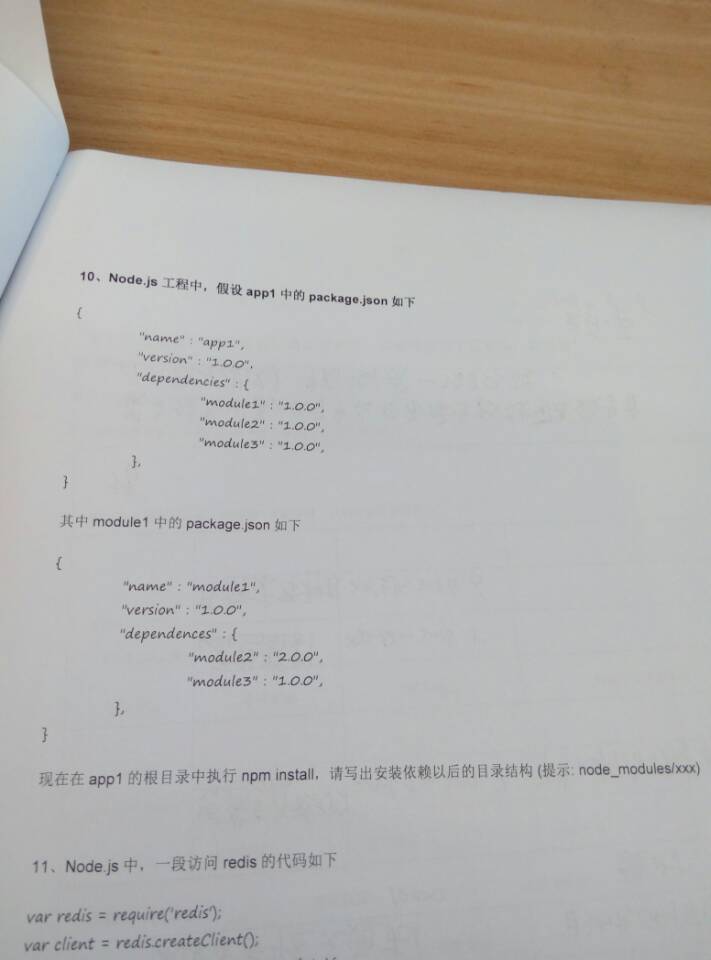 10、Node.js 工程中，假设 app1 中的 package.json 如下
{
"name" : "app1",
"version" : "1.0.0",
"dependencies" : {
"module1" : "1.0.0",
"module2" : "1.0.0",
"module3" : "1.0.0",
},
}
其中 module1 中的 package.json 如下
{
"name" : "module1",
"version" : "1.0.0",
"dependences" : {
"module2" : "2.0.0",
"module3" : "1.0.0",
},
}
现在在 app1 的根目录中执行 npm install，请写出安装依赖以后的目录结构 (提示: node_modules/xxx)
11、Node.js 中，一段访问 redis 的代码如下
var redis = require('redis');
var client = redis.createClient();